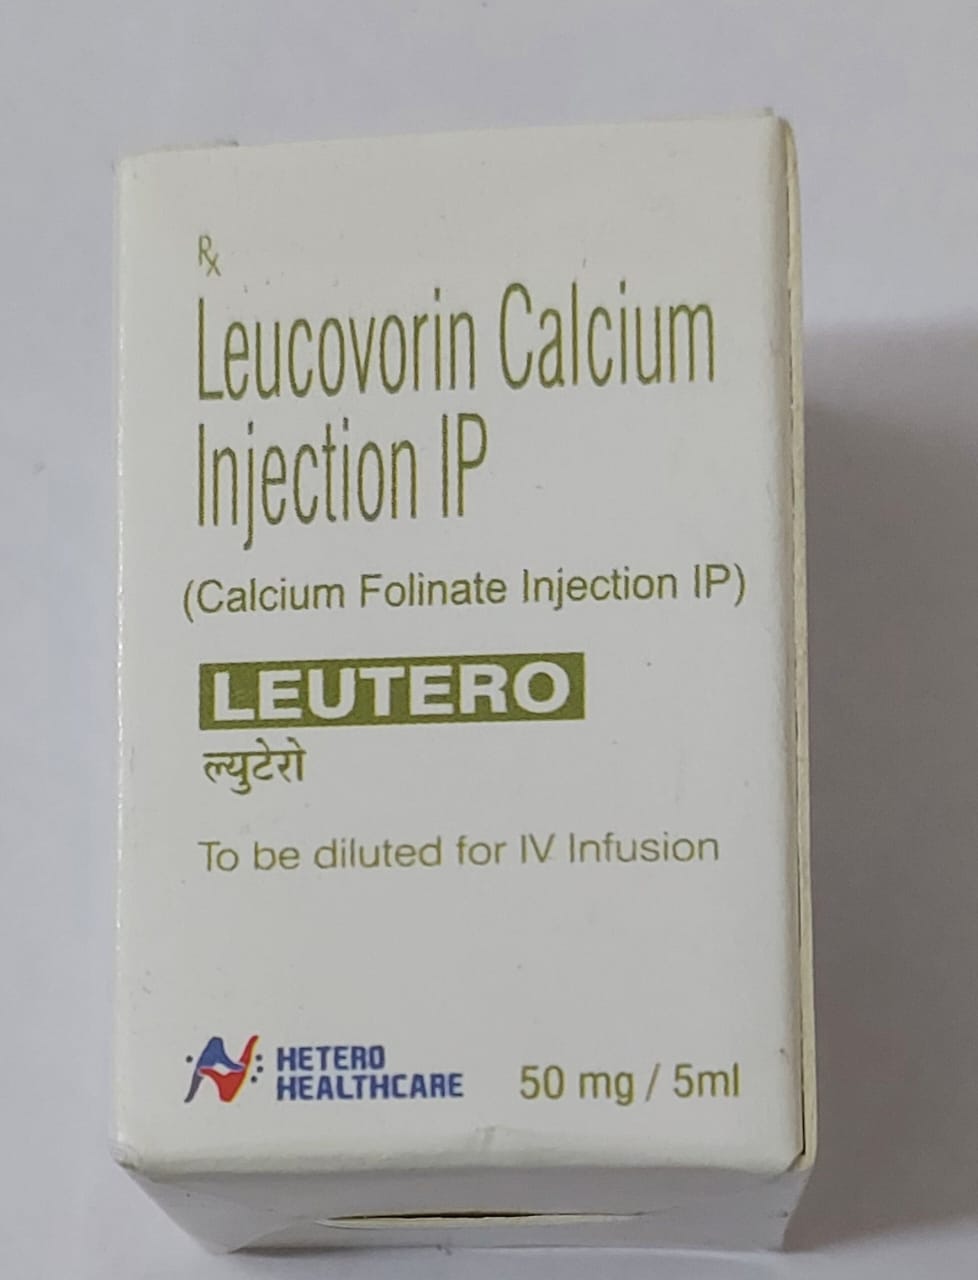 Rx
Leucovorin Calcium
Injection IP
(Calcium Folinate Injection IP)
LEUTERO
ल्युटेरो
To be diluted for IV Infusion
HETERO
HEALTHCARE
50 mg / 5ml